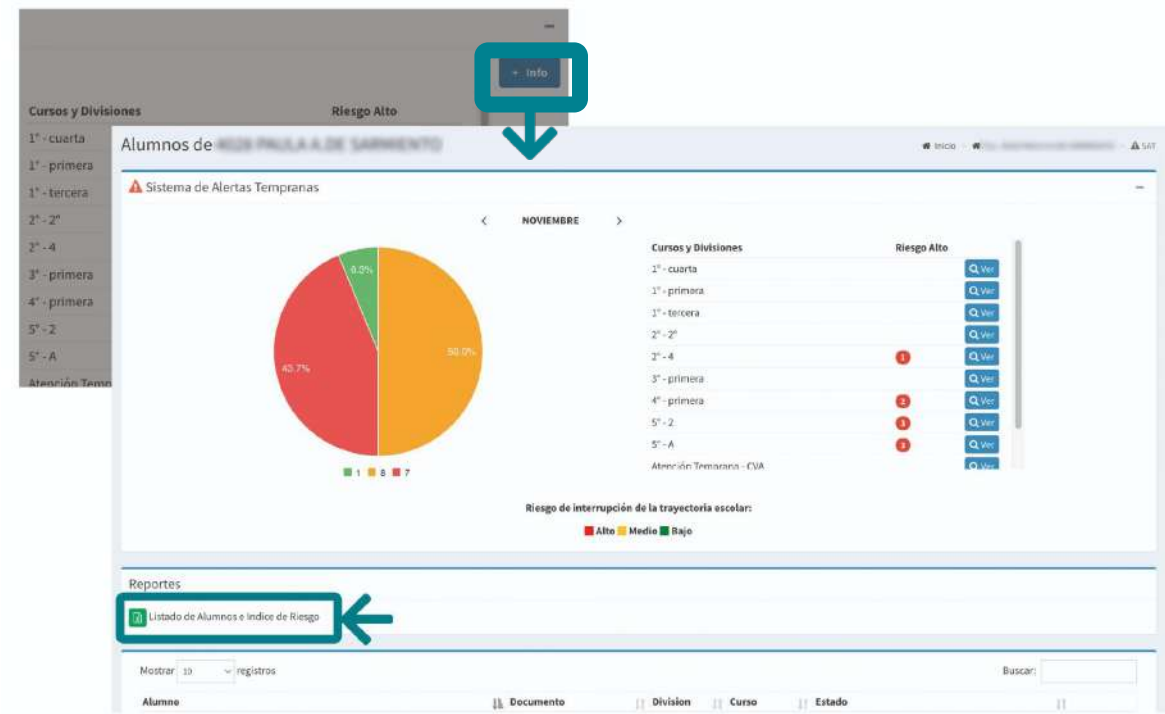 + Info
Cursos y Divisiones Riesgo Alto
1° - cuarta
1° - primera
1° - tercera
2° - 2°
2° - 4
3° - primera
4° - primera
5° - 2
5° - A
Atención Temp
Alumnos de
Inicio
SAT
Sistema de Alertas Tempranas
< NOVIEMBRE >
50.0%
43.7%
1 8 7
Cursos y Divisiones Riesgo Alto
1° - cuarta Ver
1° - primera Ver
1° - tercera Ver
2° - 2° Ver
2° - 4 1 Ver
3° - primera Ver
4° - primera Ver
5° - 2 3 Ver
5° - A Ver
Atención Temprana - CVA Ver
Riesgo de interrupción de la trayectoria escolar:
Alto Medio Bajo
Reportes
Listado de Alumnos e Indice de Riesgo
Mostrar 10 registros Buscar:
Alumno Documento Division Curso Estado